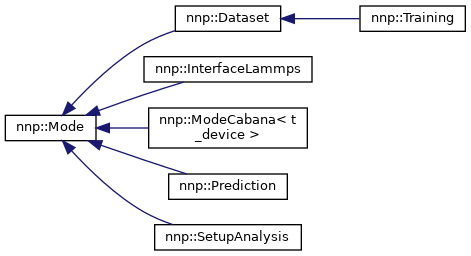 nnp::Dataset
nnp::Training
nnp::InterfaceLammps
nnp::Mode
nnp::ModeCabana< t
_device >
nnp::Prediction
nnp::SetupAnalysis